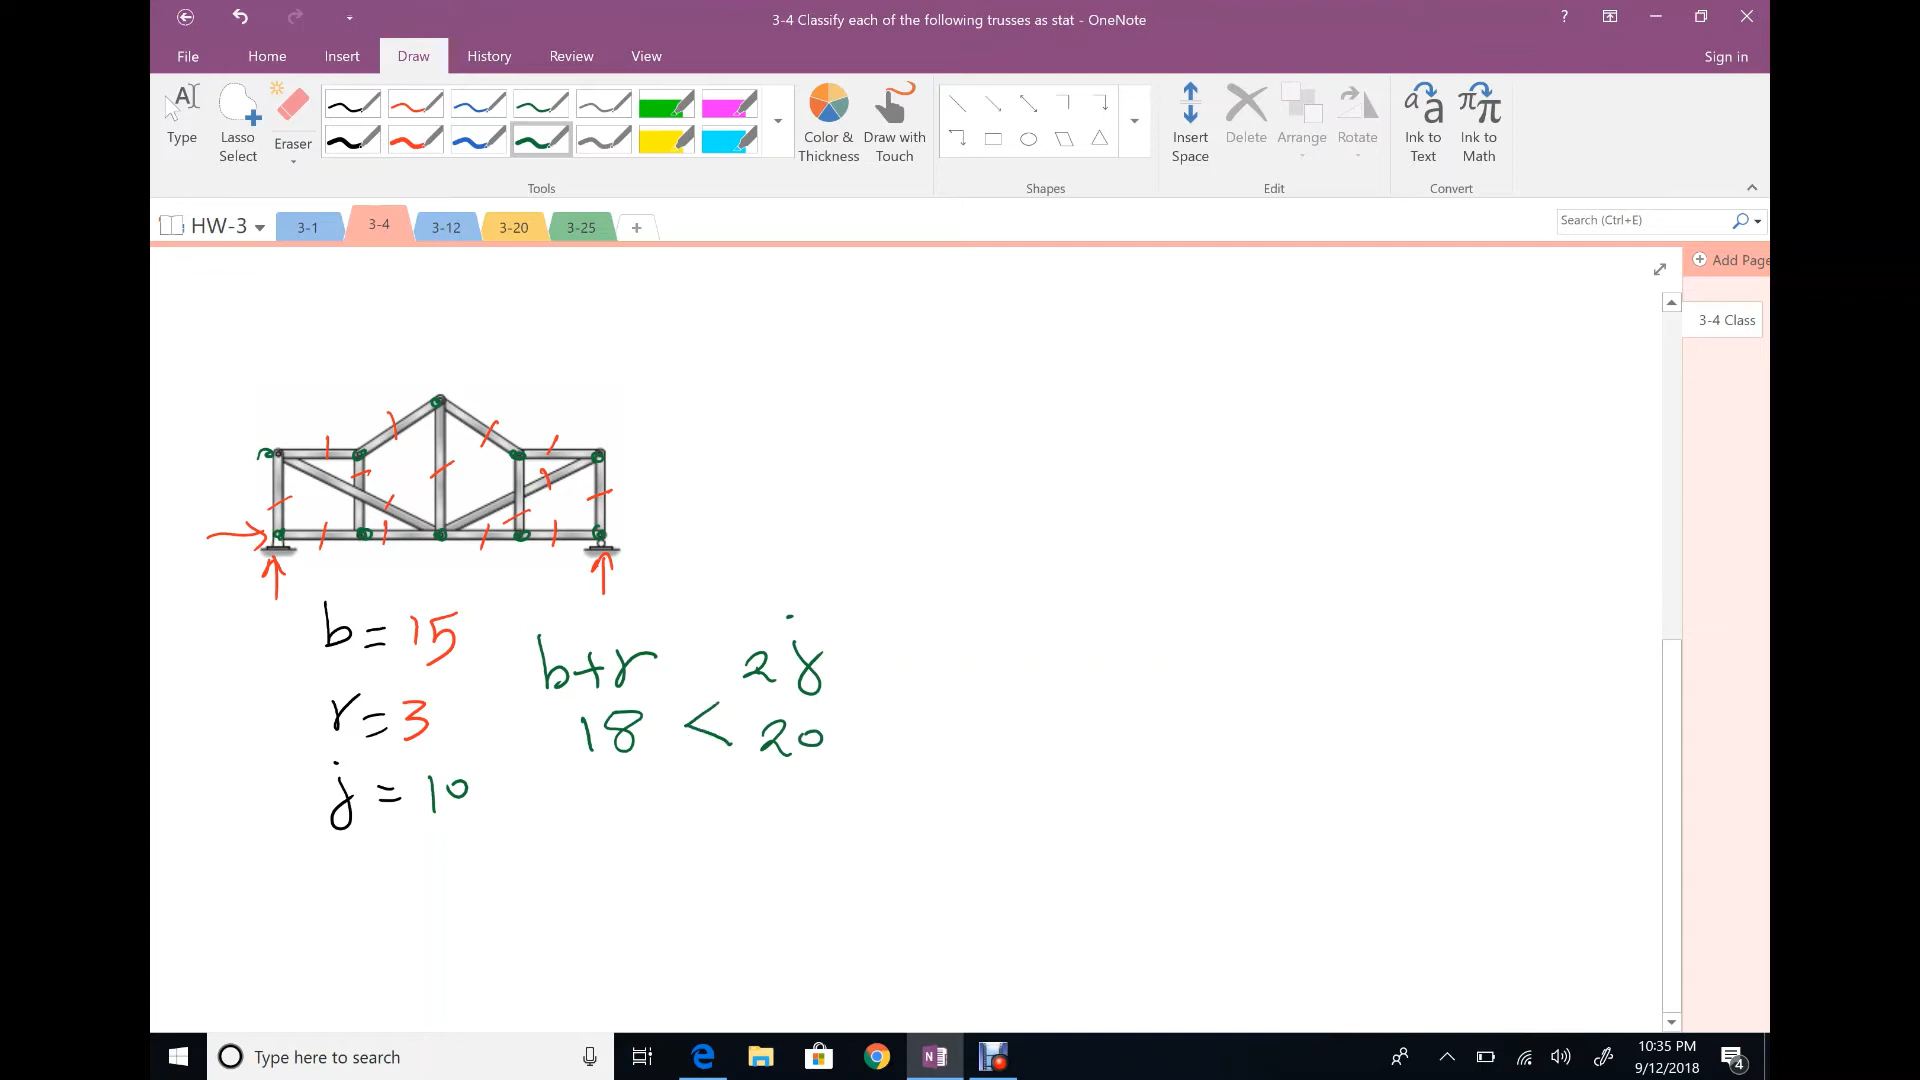 3-4 Classify each of the following trusses as stat - OneNote
?
File Home Insert Draw History Review View Sign in
Type
Lasso Select
Eraser
Color & Thickness
Draw with Touch
Insert Space
Delete
Arrange
Rotate
Ink to Text
Ink to Math
Tools Shapes Edit Convert
HW-3 3-1 3-4 3-12 3-20 3-25 +
Search (Ctrl+E)
Add Page
3-4 Class
b = 15
b+r 2j
r = 3
18 < 20
j = 10
Type here to search
10:35 PM
9/12/2018
4